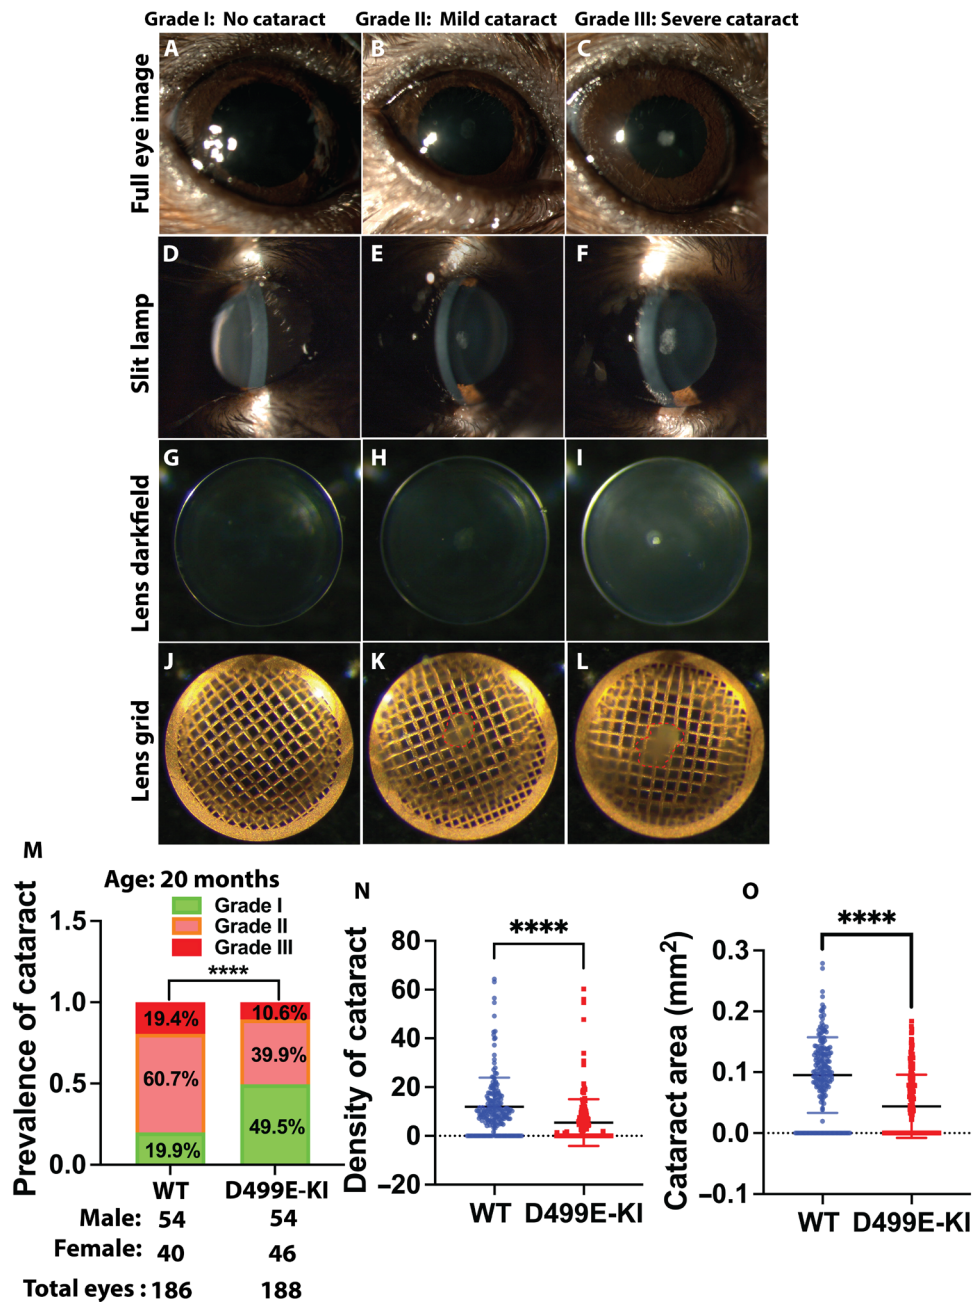 Grade I: No cataract
Grade II: Mild cataract
Grade III: Severe cataract
Full eye image
A
B
C
Slit lamp
D
E
F
Lens darkfield
G
H
I
Lens grid
J
K
L
M
Age: 20 months
Grade I
Grade II
Grade III
Prevalence of cataract
1.5
1.0
0.5
0.0
****
19.4%
60.7%
19.9%
10.6%
39.9%
49.5%
WT
D499E-KI
Male: 54 54
Female: 40 46
Total eyes : 186 188
N
Density of cataract
80
60
40
20
0
−20
****
WT
D499E-KI
O
Cataract area (mm²)
0.3
0.2
0.1
0.0
−0.1
****
WT
D499E-KI